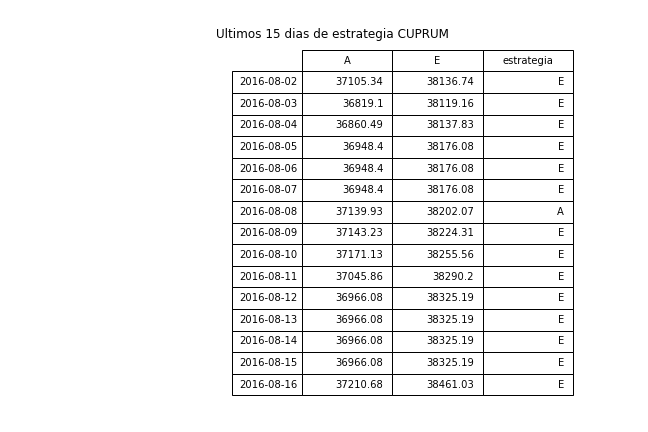 Ultimos 15 dias de estrategia CUPRUM
A E estrategia
2016-08-02 37105.34 38136.74 E
2016-08-03 36819.1 38119.16 E
2016-08-04 36860.49 38137.83 E
2016-08-05 36948.4 38176.08 E
2016-08-06 36948.4 38176.08 E
2016-08-07 36948.4 38176.08 E
2016-08-08 37139.93 38202.07 A
2016-08-09 37143.23 38224.31 E
2016-08-10 37171.13 38255.56 E
2016-08-11 37045.86 38290.2 E
2016-08-12 36966.08 38325.19 E
2016-08-13 36966.08 38325.19 E
2016-08-14 36966.08 38325.19 E
2016-08-15 36966.08 38325.19 E
2016-08-16 37210.68 38461.03 E